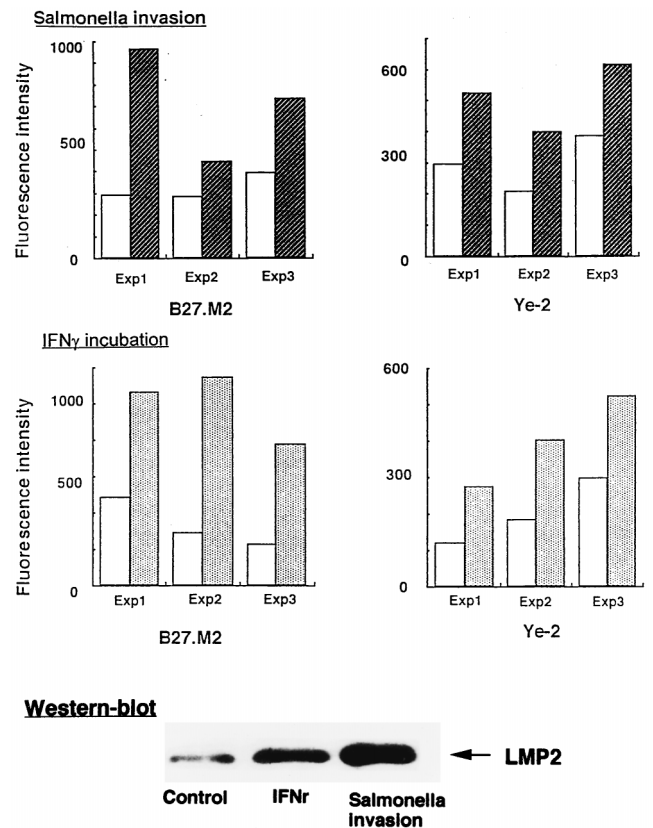 Salmonella invasion
Fluorescence intensity
1000
500
0
Exp1 Exp2 Exp3
B27.M2
600
300
0
Exp1 Exp2 Exp3
Ye-2
IFNγ incubation
Fluorescence intensity
1000
500
0
Exp1 Exp2 Exp3
B27.M2
600
300
0
Exp1 Exp2 Exp3
Ye-2
Western-blot
LMP2
Control IFNr Salmonella
invasion